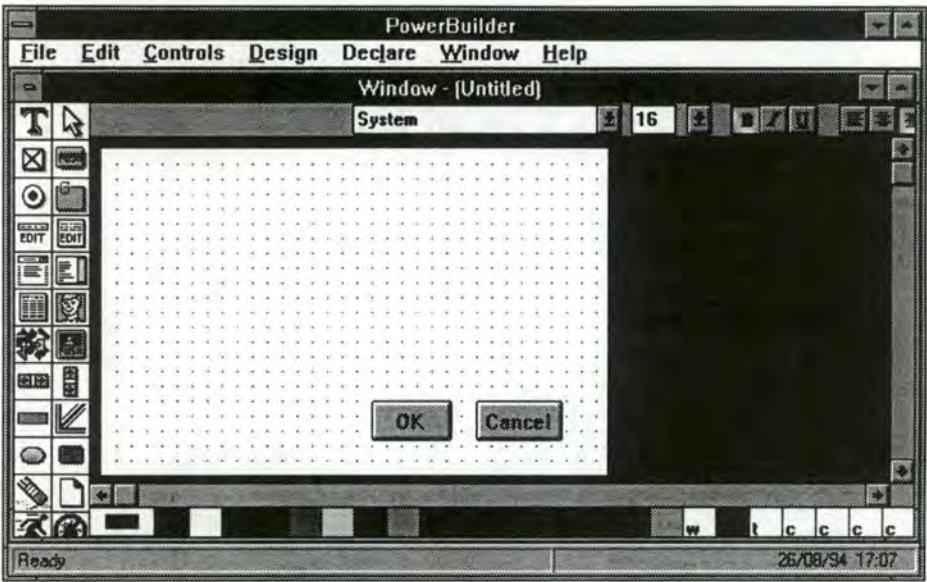 PowerBuilder
File Edit Controls Design Declare Window Help
Window - (Untitled)
T System 16 B I U
EDIT EDIT
OK Cancel
w t c c c c
Ready 26/08/94 17:07